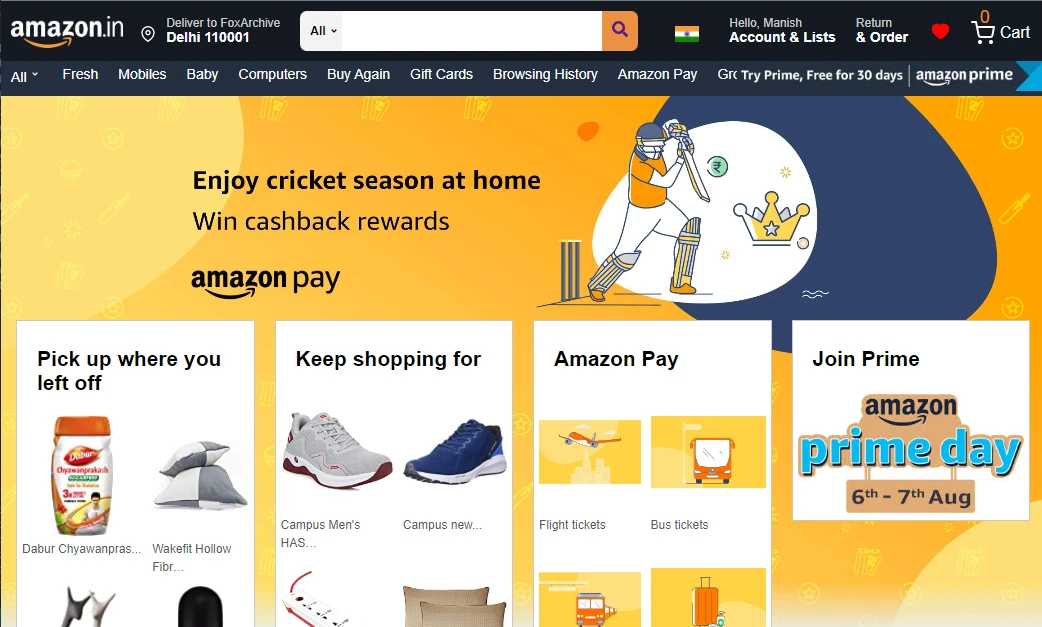 amazon.in
Deliver to FoxArchive
Delhi 110001
All
Hello, Manish
Account & Lists
Return
& Order
0
Cart
All
Fresh
Mobiles
Baby
Computers
Buy Again
Gift Cards
Browsing History
Amazon Pay
Gr
Try Prime, Free for 30 days
amazon prime
Enjoy cricket season at home
Win cashback rewards
amazon pay
₹
Pick up where you
left off
Dabur
Chyawanprakash
SUGARFREE
Dabur Chyawanpras...
Wakefit Hollow
Fibr…
Keep shopping for
Campus Men's
HAS…
Campus new...
Amazon Pay
Flight tickets
Bus tickets
Join Prime
amazon
prime day
6th - 7th Aug